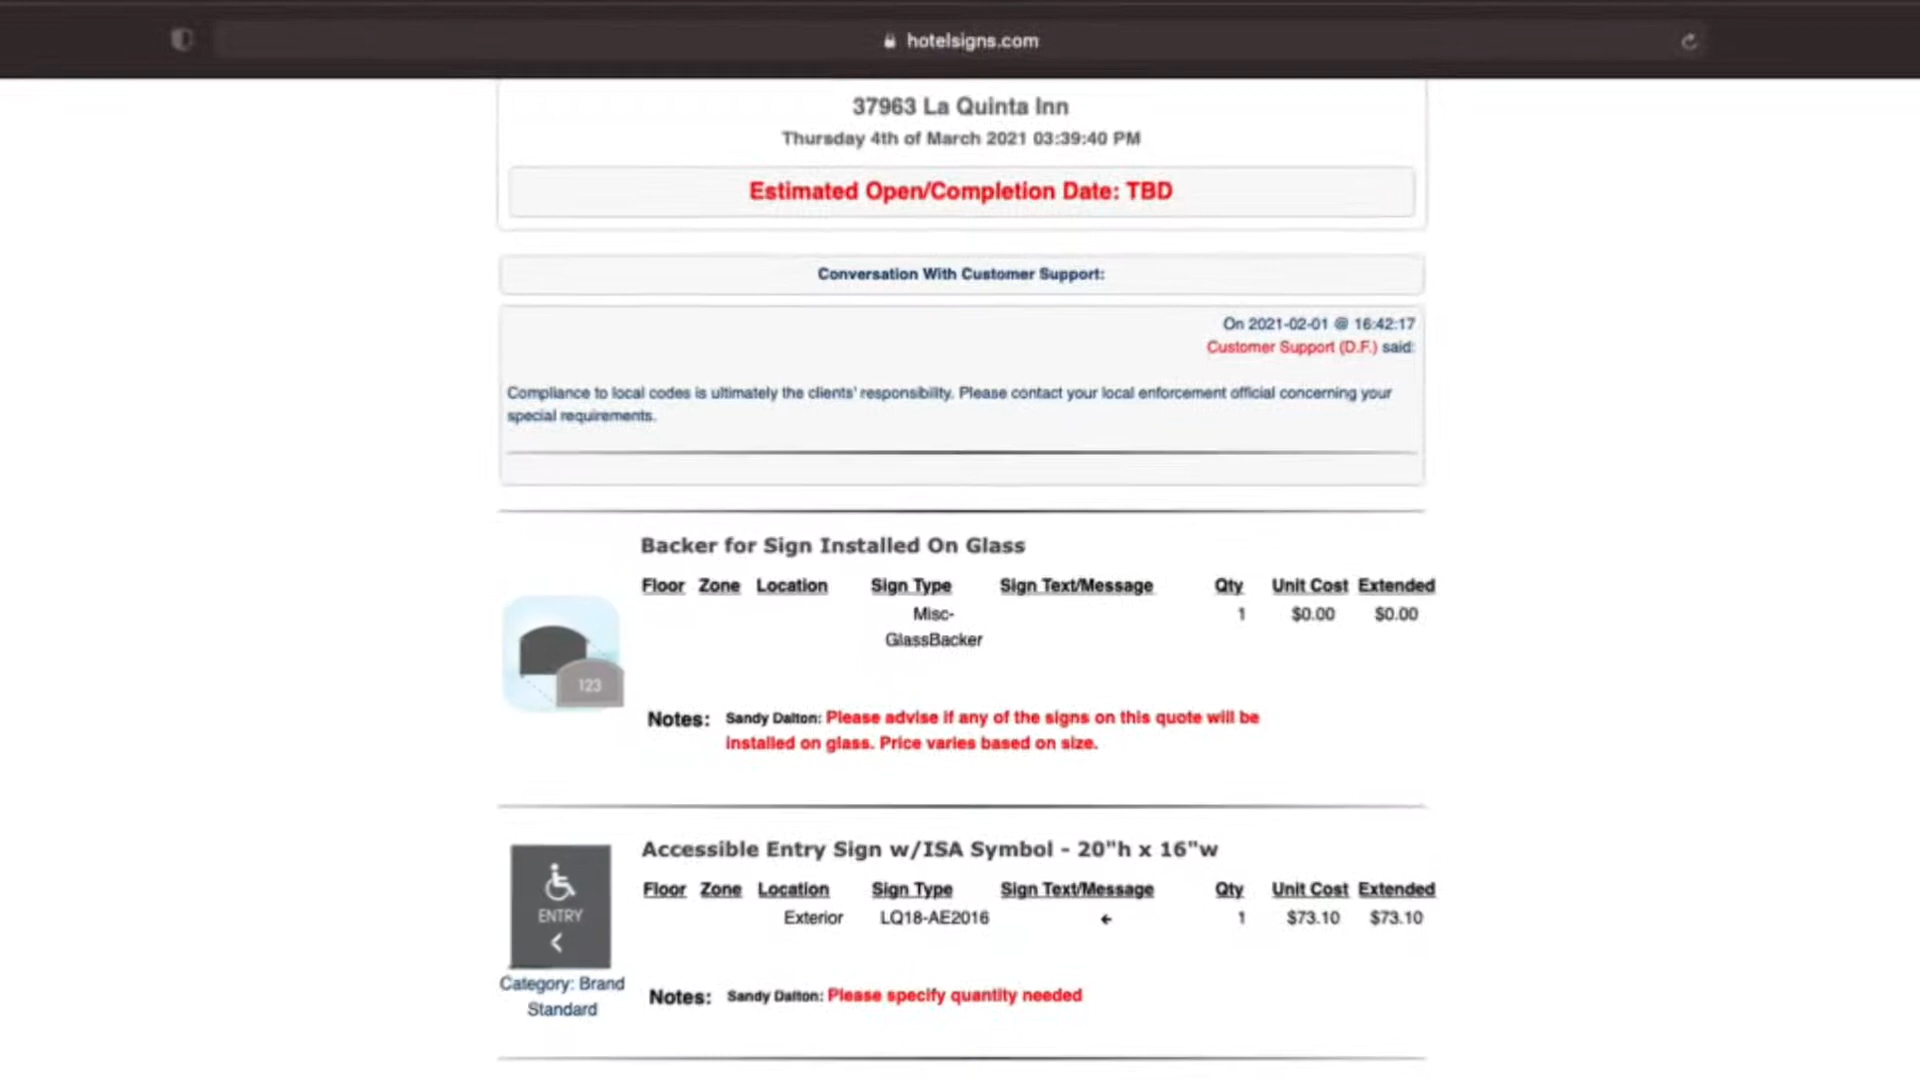 hotelsigns.com
37963 La Quinta Inn
Thursday 4th of March 2021 03:39:40 PM
Estimated Open/Completion Date: TBD
Conversation With Customer Support:
On 2021-02-01 @ 16:42:17
Customer Support (D.F.) said:
Compliance to local codes is ultimately the clients' responsibility. Please contact your local enforcement official concerning your
special requirements.
Backer for Sign Installed On Glass
Floor Zone Location Sign Type Sign Text/Message Qty Unit Cost Extended
Misc- 1 $0.00 $0.00
GlassBacker
123
Notes: Sandy Dalton: Please advise if any of the signs on this quote will be
installed on glass. Price varies based on size.
Accessible Entry Sign w/ISA Symbol - 20"h x 16"w
Floor Zone Location Sign Type Sign Text/Message Qty Unit Cost Extended
Exterior LQ18-AE2016 ← 1 $73.10 $73.10
ENTRY
<
Category: Brand
Standard
Notes: Sandy Dalton: Please specify quantity needed